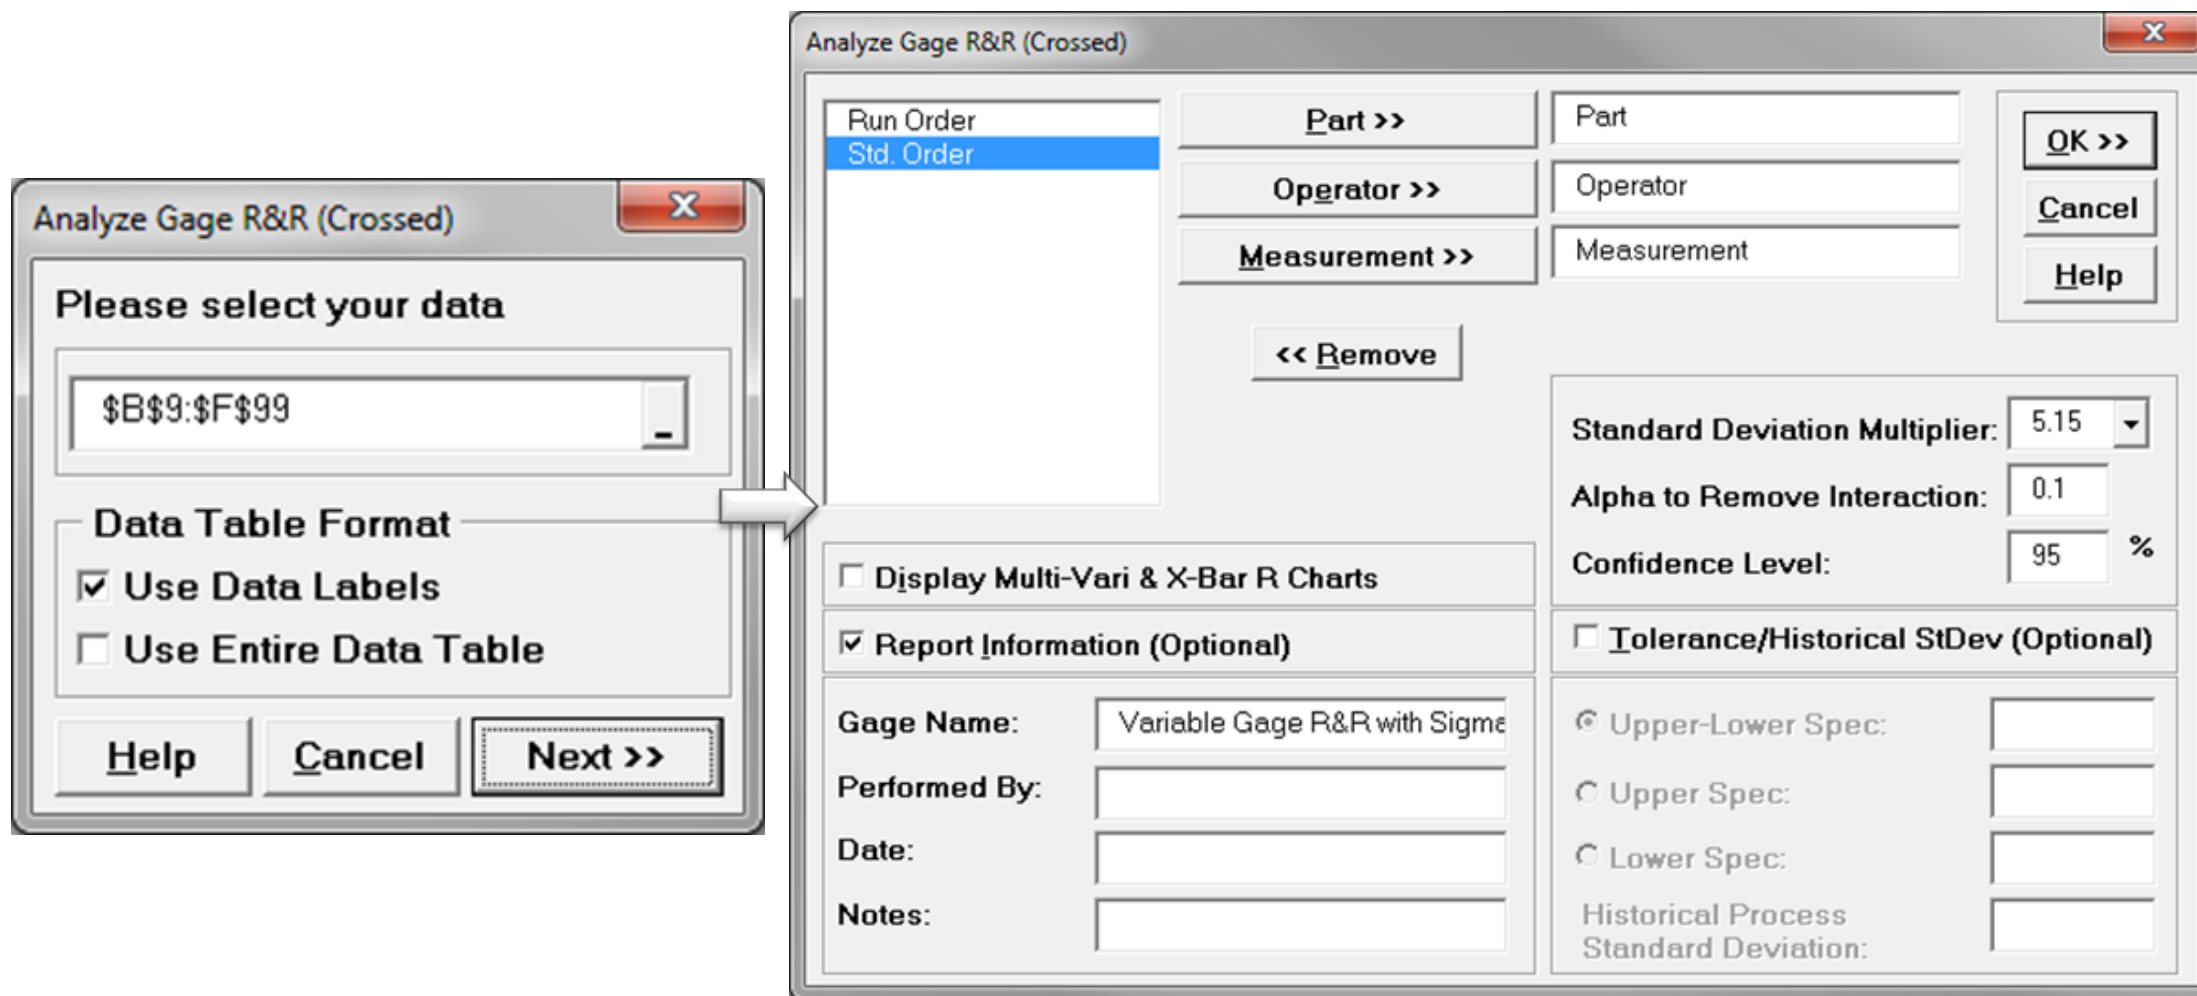 Analyze Gage R&R (Crossed)
Please select your data
$B$9:$F$99
Data Table Format
Use Data Labels
Use Entire Data Table
Help
Cancel
Next >>
Analyze Gage R&R (Crossed)
Run Order
Std. Order
Part >>
Part
Operator >>
Operator
Measurement >>
Measurement
<< Remove
OK >>
Cancel
Help
Standard Deviation Multiplier:
5.15
Alpha to Remove Interaction:
0.1
Confidence Level:
95
%
Display Multi-Vari & X-Bar R Charts
Report Information (Optional)
Tolerance/Historical StDev (Optional)
Gage Name:
Variable Gage R&R with Sigma
Performed By:
Date:
Notes:
Upper-Lower Spec:
Upper Spec:
Lower Spec:
Historical Process
Standard Deviation: